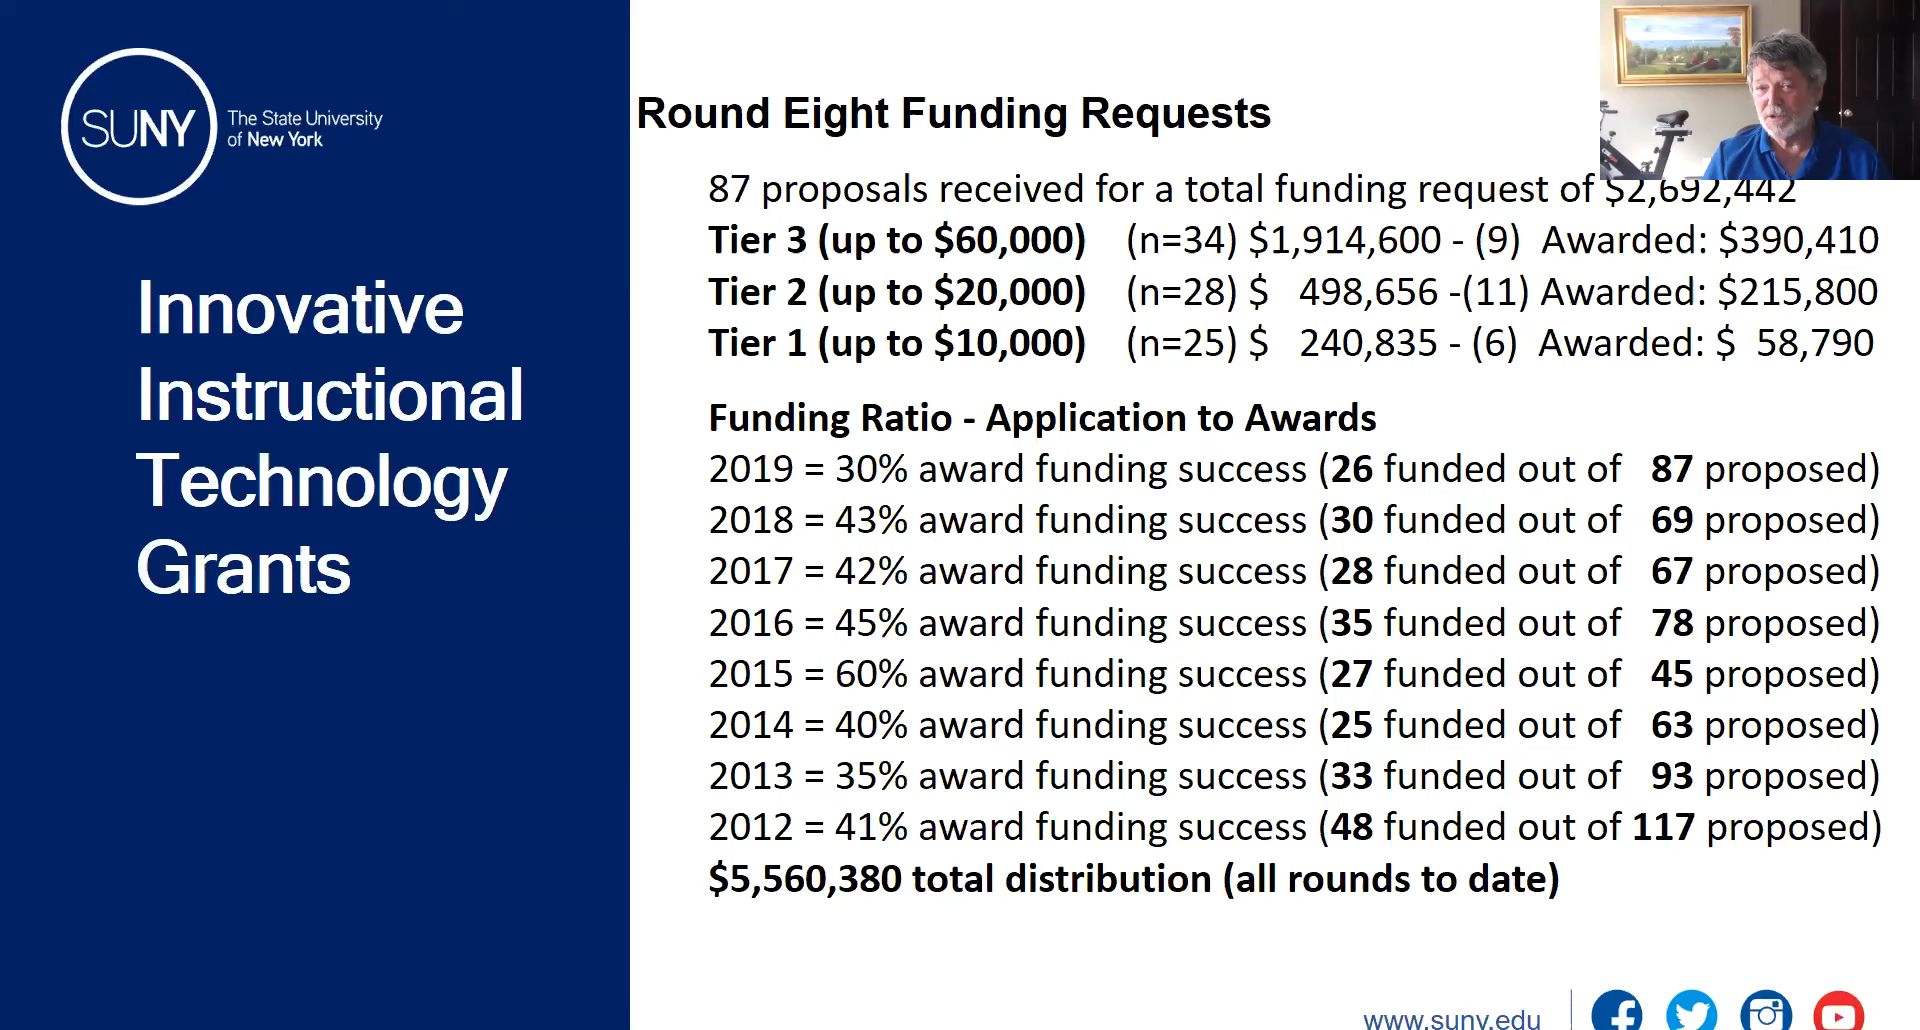 SUNY
The State University
of New York
Innovative
Instructional
Technology
Grants
Round Eight Funding Requests
87 proposals received for a total funding request of $2,692,442
Tier 3 (up to $60,000) (n=34) $1,914,600 - (9) Awarded: $390,410
Tier 2 (up to $20,000) (n=28) $ 498,656 -(11) Awarded: $215,800
Tier 1 (up to $10,000) (n=25) $ 240,835 - (6) Awarded: $ 58,790
Funding Ratio - Application to Awards
2019 = 30% award funding success (26 funded out of 87 proposed)
2018 = 43% award funding success (30 funded out of 69 proposed)
2017 = 42% award funding success (28 funded out of 67 proposed)
2016 = 45% award funding success (35 funded out of 78 proposed)
2015 = 60% award funding success (27 funded out of 45 proposed)
2014 = 40% award funding success (25 funded out of 63 proposed)
2013 = 35% award funding success (33 funded out of 93 proposed)
2012 = 41% award funding success (48 funded out of 117 proposed)
$5,560,380 total distribution (all rounds to date)
www.suny.edu